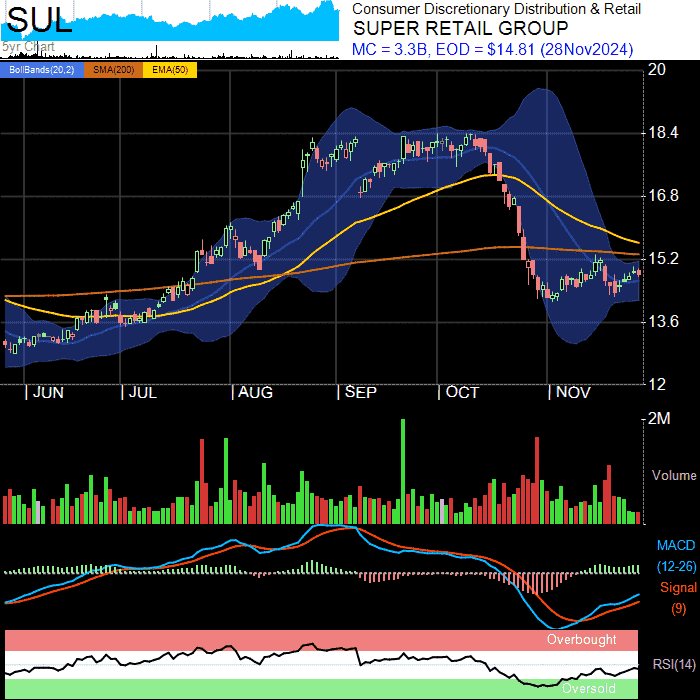 SUL
5yr Chart
Consumer Discretionary Distribution & Retail
SUPER RETAIL GROUP
MC = 3.3B, EOD = $14.81 (28Nov2024)
BollBands(20,2) SMA(200) EMA(50)
20
18.4
16.8
15.2
13.6
12
JUN JUL AUG SEP OCT NOV
2M
Volume
MACD
(12-26)
Signal
(9)
Overbought
RSI(14)
Oversold